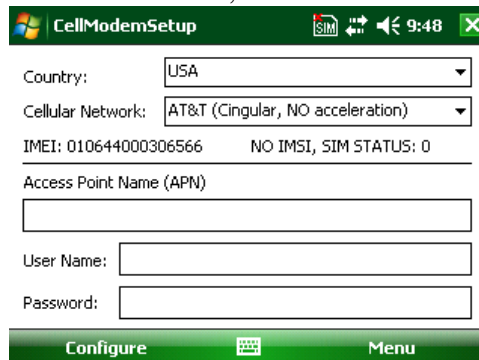 CellModemSetup SIM 9:48
Country: USA
Cellular Network: AT&T (Cingular, NO acceleration)
IMEI: 010644000306566 NO IMSI, SIM STATUS: 0
Access Point Name (APN)
User Name:
Password:
Configure Menu